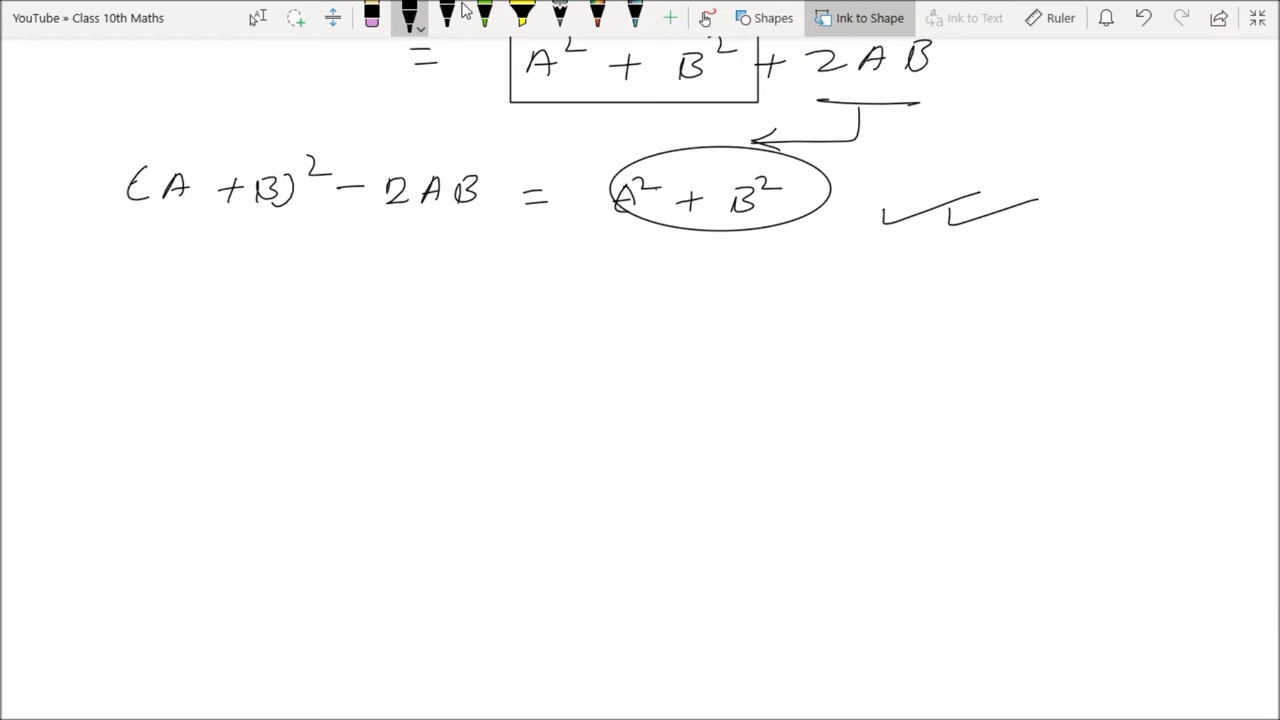 YouTube » Class 10th Maths Shapes Ink to Shape Ink to Text Ruler
= A² + B² + 2AB
(A + B)² - 2AB = A² + B²